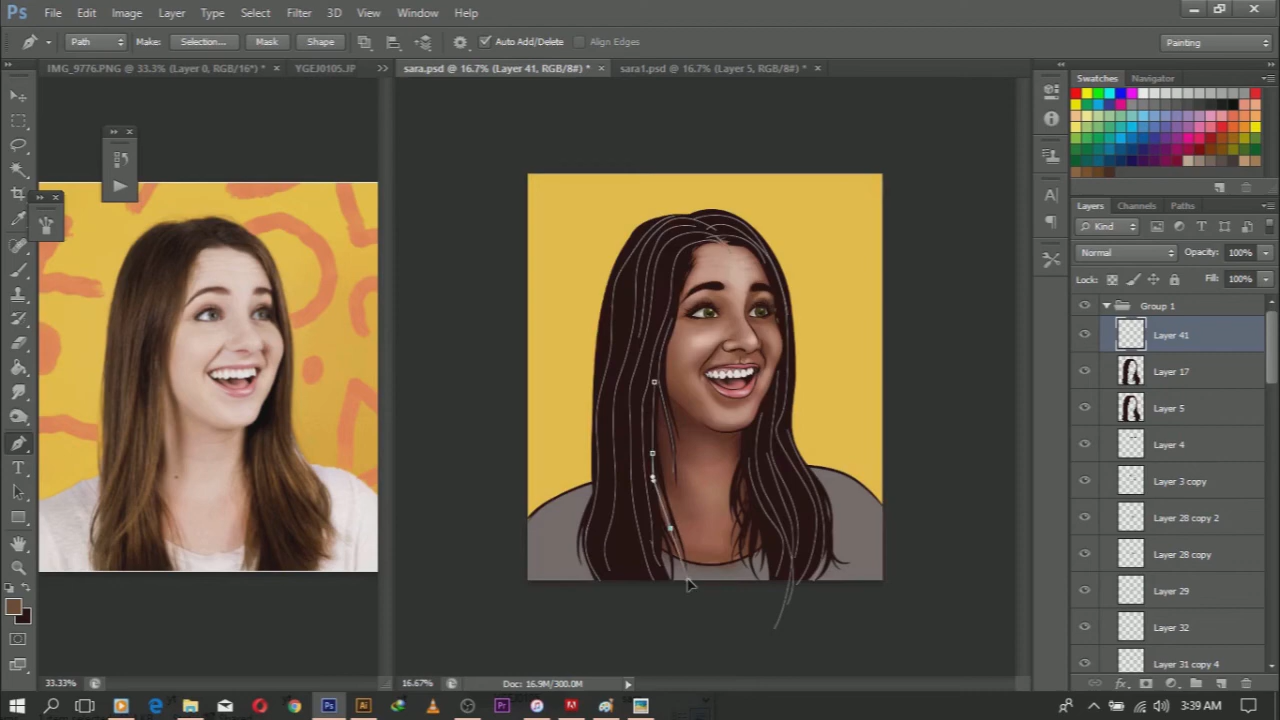 Ps File Edit Image Layer Type Select Filter 3D View Window Help
Path Makes: Selection... Mask Shape Auto Add/Delete Align Edges Painting
IMG_9776.PNG @ 33.3% (Layer 0, RGB/16*) * × YGEJ0105.JP sara.psd @ 16.7% (Layer 41, RGB/8#) * × sara1.psd @ 16.7% (Layer 5, RGB/8#) * ×
Swatches Navigator
Layers Channels Paths
Kind
Normal Opacity: 100%
Lock: Fill: 100%
Group 1
Layer 41
Layer 17
Layer 5
Layer 4
Layer 3 copy
Layer 28 copy 2
Layer 28 copy
Layer 29
Layer 32
Layer 31 copy 4
33.33% 16.67% Doc: 16.9M/300.0M
Ps Ai Pr 3:39 AM